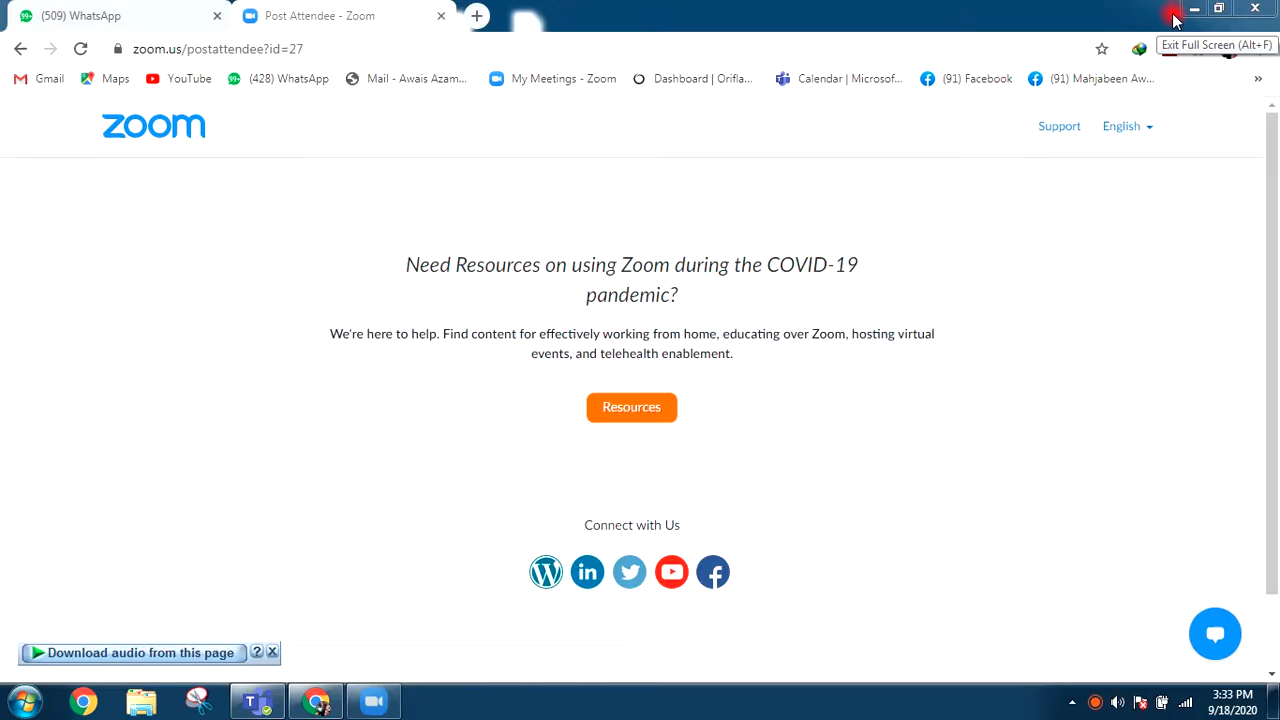 (509) WhatsApp
Post Attendee - Zoom
Exit Full Screen (Alt+F)
zoom.us/postattendee?id=27
Gmail
Maps
YouTube
(428) WhatsApp
Mail - Awais Azam...
My Meetings - Zoom
Dashboard | Orifla...
Calendar | Microsof...
(91) Facebook
(91) Mahjabeen Aw...
»
zoom
Support
English
Need Resources on using Zoom during the COVID-19
pandemic?
We're here to help. Find content for effectively working from home, educating over Zoom, hosting virtual
events, and telehealth enablement.
Resources
Connect with Us
Download audio from this page
?
3:33 PM
9/18/2020